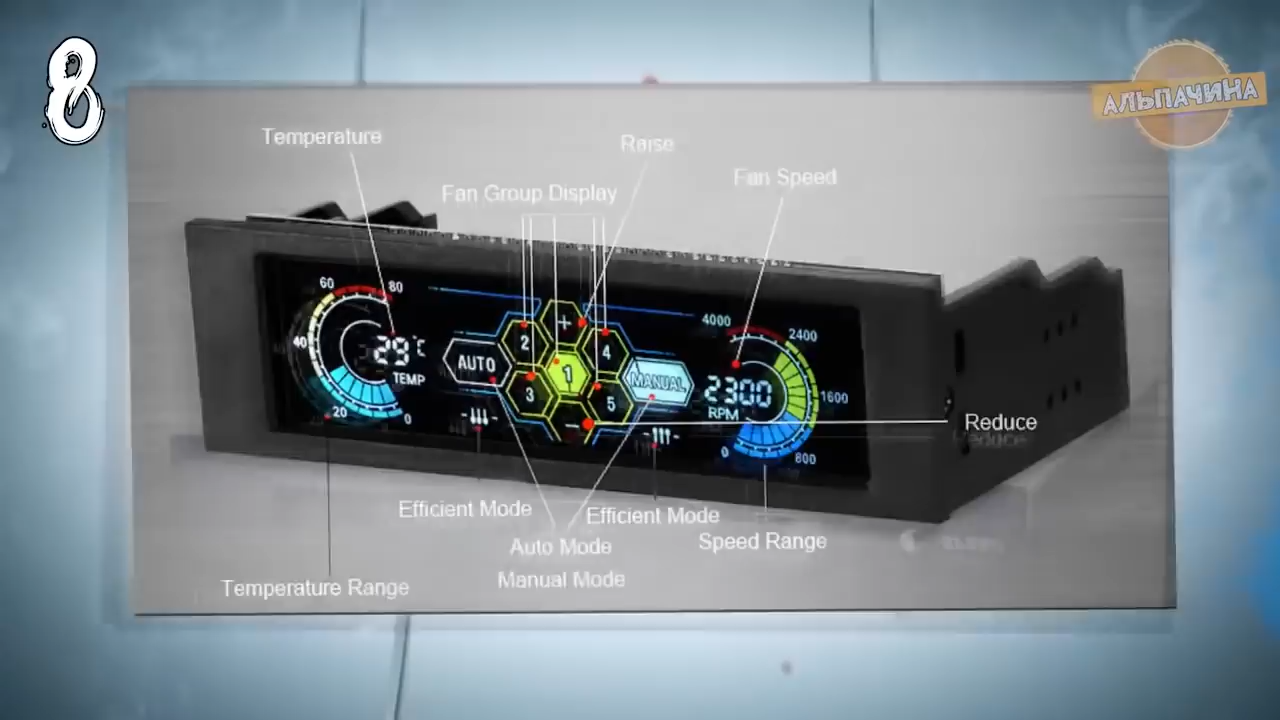 8
АЛЬПАЧИНА
Temperature
Raise
Fan Group Display
Fan Speed
60
80
40
29 °C
TEMP
20
0
AUTO
+
2
4
1
3
5
-
MANUAL
4000
2400
2300
RPM
1600
0
800
Reduce
Efficient Mode
Efficient Mode
Auto Mode
Speed Range
Manual Mode
Temperature Range